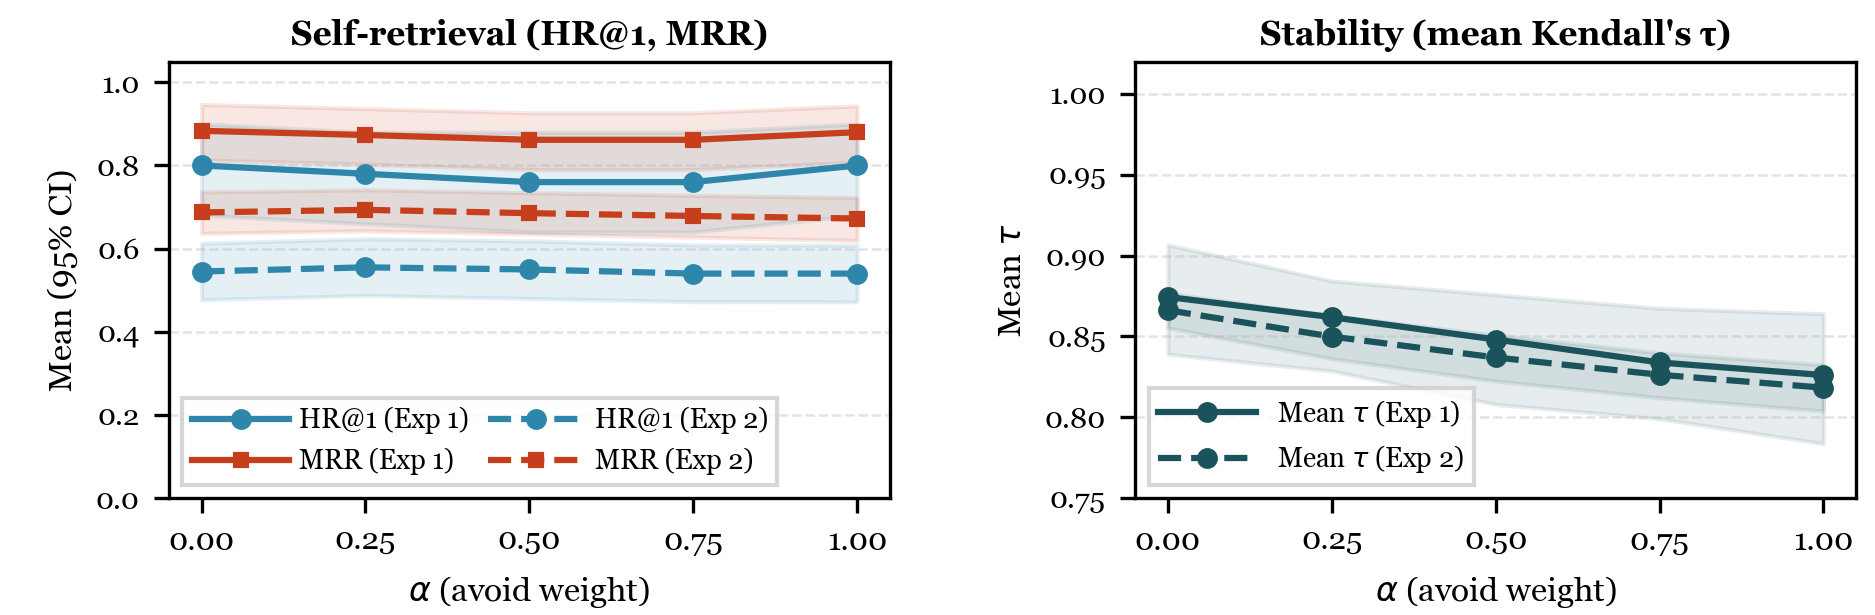 Self-retrieval (HR@1, MRR)
Mean (95% CI)
1.0
0.8
0.6
0.4
0.2
0.0
HR@1 (Exp 1)
HR@1 (Exp 2)
MRR (Exp 1)
MRR (Exp 2)
0.00 0.25 0.50 0.75 1.00
α (avoid weight)
Stability (mean Kendall's τ)
Mean τ
1.00
0.95
0.90
0.85
0.80
0.75
Mean τ (Exp 1)
Mean τ (Exp 2)
0.00 0.25 0.50 0.75 1.00
α (avoid weight)